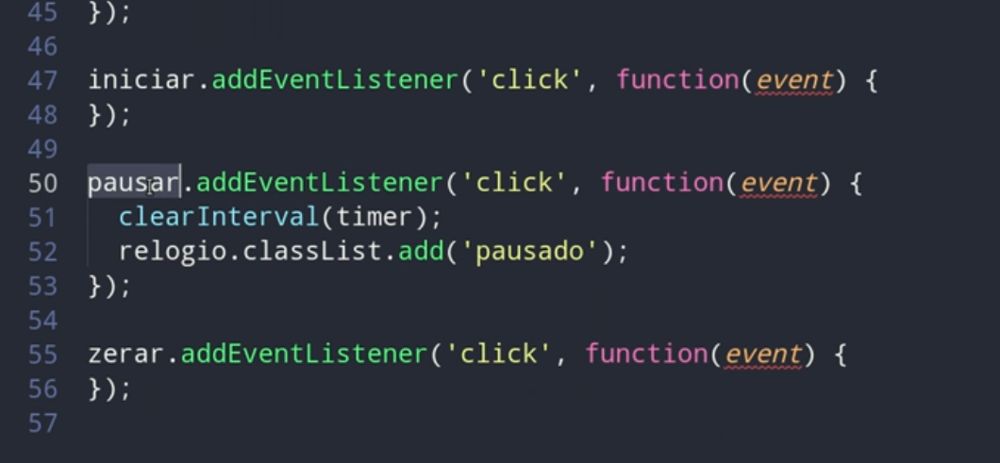 45 });
46
47 iniciar.addEventListener('click', function(event) {
48 });
49
50 pausar.addEventListener('click', function(event) {
51   clearInterval(timer);
52   relogio.classList.add('pausado');
53 });
54
55 zerar.addEventListener('click', function(event) {
56 });
57